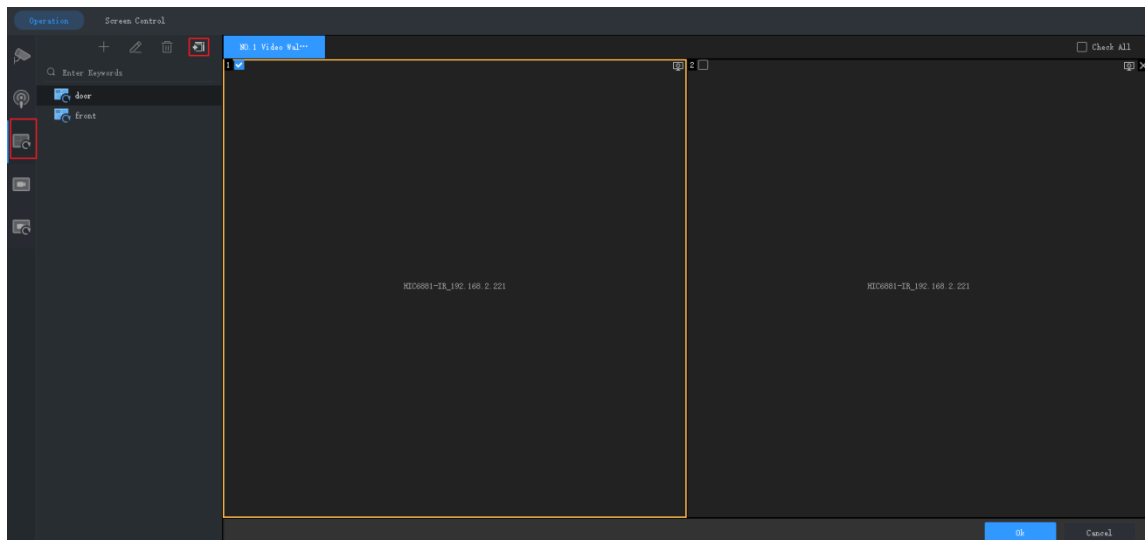 Operation Screen Control
NO.1 Video Wal...
Check All
Enter Keywords
1
2
door
front
HIC6881-IR_192.168.2.221
HIC6881-IR_192.168.2.221
Ok
Cancel